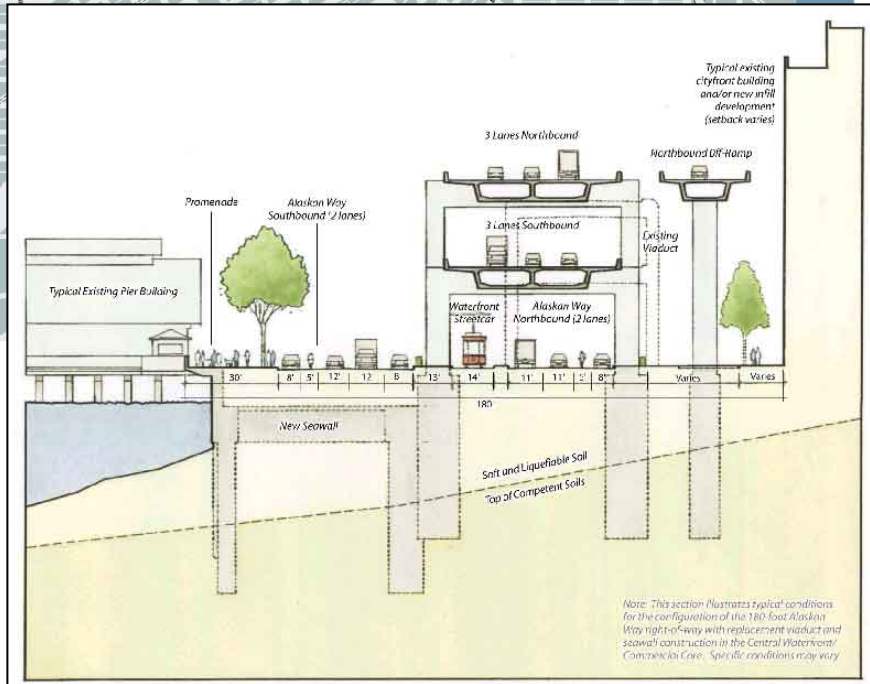 Typical existing
cityfront building
and/or new infill
development
(setback varies)
3 Lanes Northbound
Northbound Off-Ramp
Promenade
Alaskan Way
Southbound (2 lanes)
3 Lanes Southbound
Existing
Viaduct
Typical Existing Pier Building
Waterfront
Streetcar
Alaskan Way
Northbound (2 lanes)
30' 8' 5' 12' 12 8 13' 14' 11' 11' 8' Varies Varies
180
New Seawall
Soft and Liquefiable Soil
Top of Competent Soils
Note: This section illustrates typical conditions
for the configuration of the 180-foot Alaskan
Way right-of-way with replacement viaduct and
seawall construction in the Central Waterfront/
Commercial Core. Specific conditions may vary